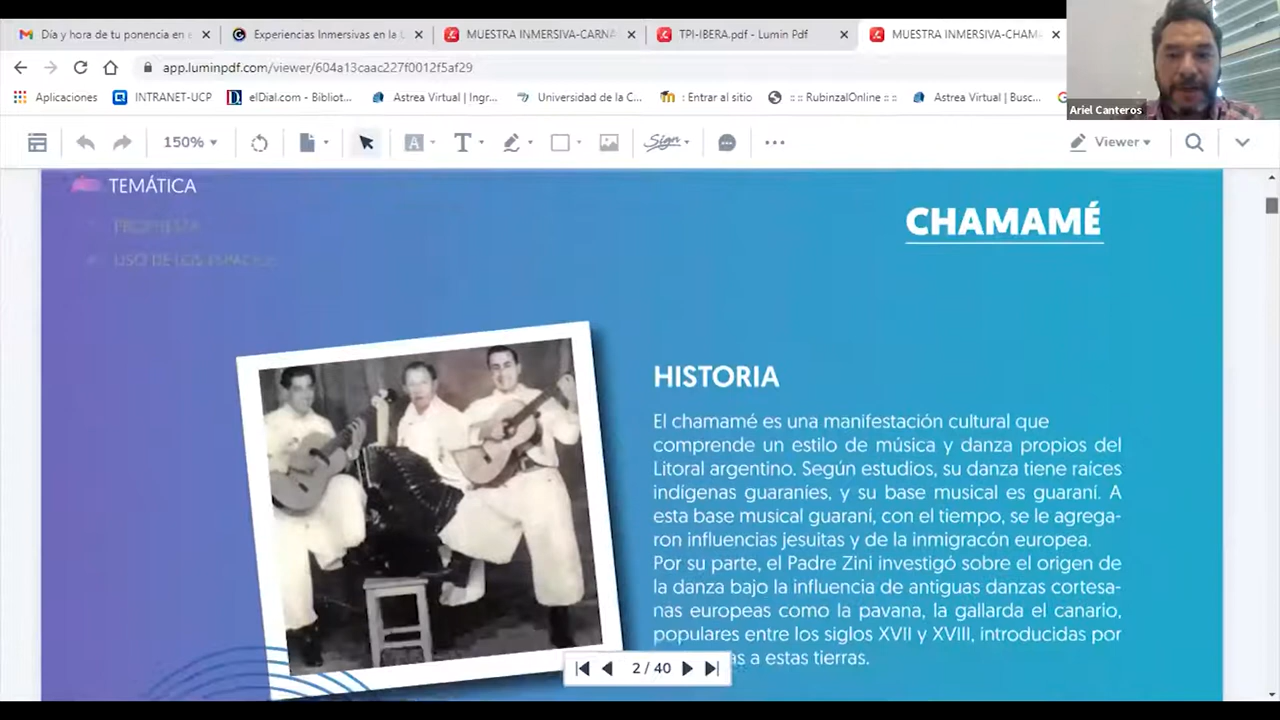 Día y hora de tu ponencia en e
Experiencias Inmersivas en la U
MUESTRA INMERSIVA-CARNA
TPI-IBERA.pdf - Lumin Pdf
MUESTRA INMERSIVA-CHAM
app.luminpdf.com/viewer/604a13caac227f0012f5af29
Aplicaciones
INTRANET-UCP
elDial.com - Bibliot...
Astrea Virtual | Ingr...
Universidad de la C...
: Entrar al sitio
:: :: RubinzalOnline :: ::
Astrea Virtual | Busc...
Ariel Canteros
150%
A
T
Sign
Viewer
TEMÁTICA
PROPUESTA
USO DE LOS ESPACIOS
CHAMAMÉ
HISTORIA
El chamamé es una manifestación cultural que
comprende un estilo de música y danza propios del
Litoral argentino. Según estudios, su danza tiene raíces
indígenas guaraníes, y su base musical es guaraní. A
esta base musical guaraní, con el tiempo, se le agrega-
ron influencias jesuitas y de la inmigracón europea.
Por su parte, el Padre Zini investigó sobre el origen de
la danza bajo la influencia de antiguas danzas cortesa-
nas europeas como la pavana, la gallarda el canario,
populares entre los siglos XVII y XVIII, introducidas por
as a estas tierras.
2 / 40